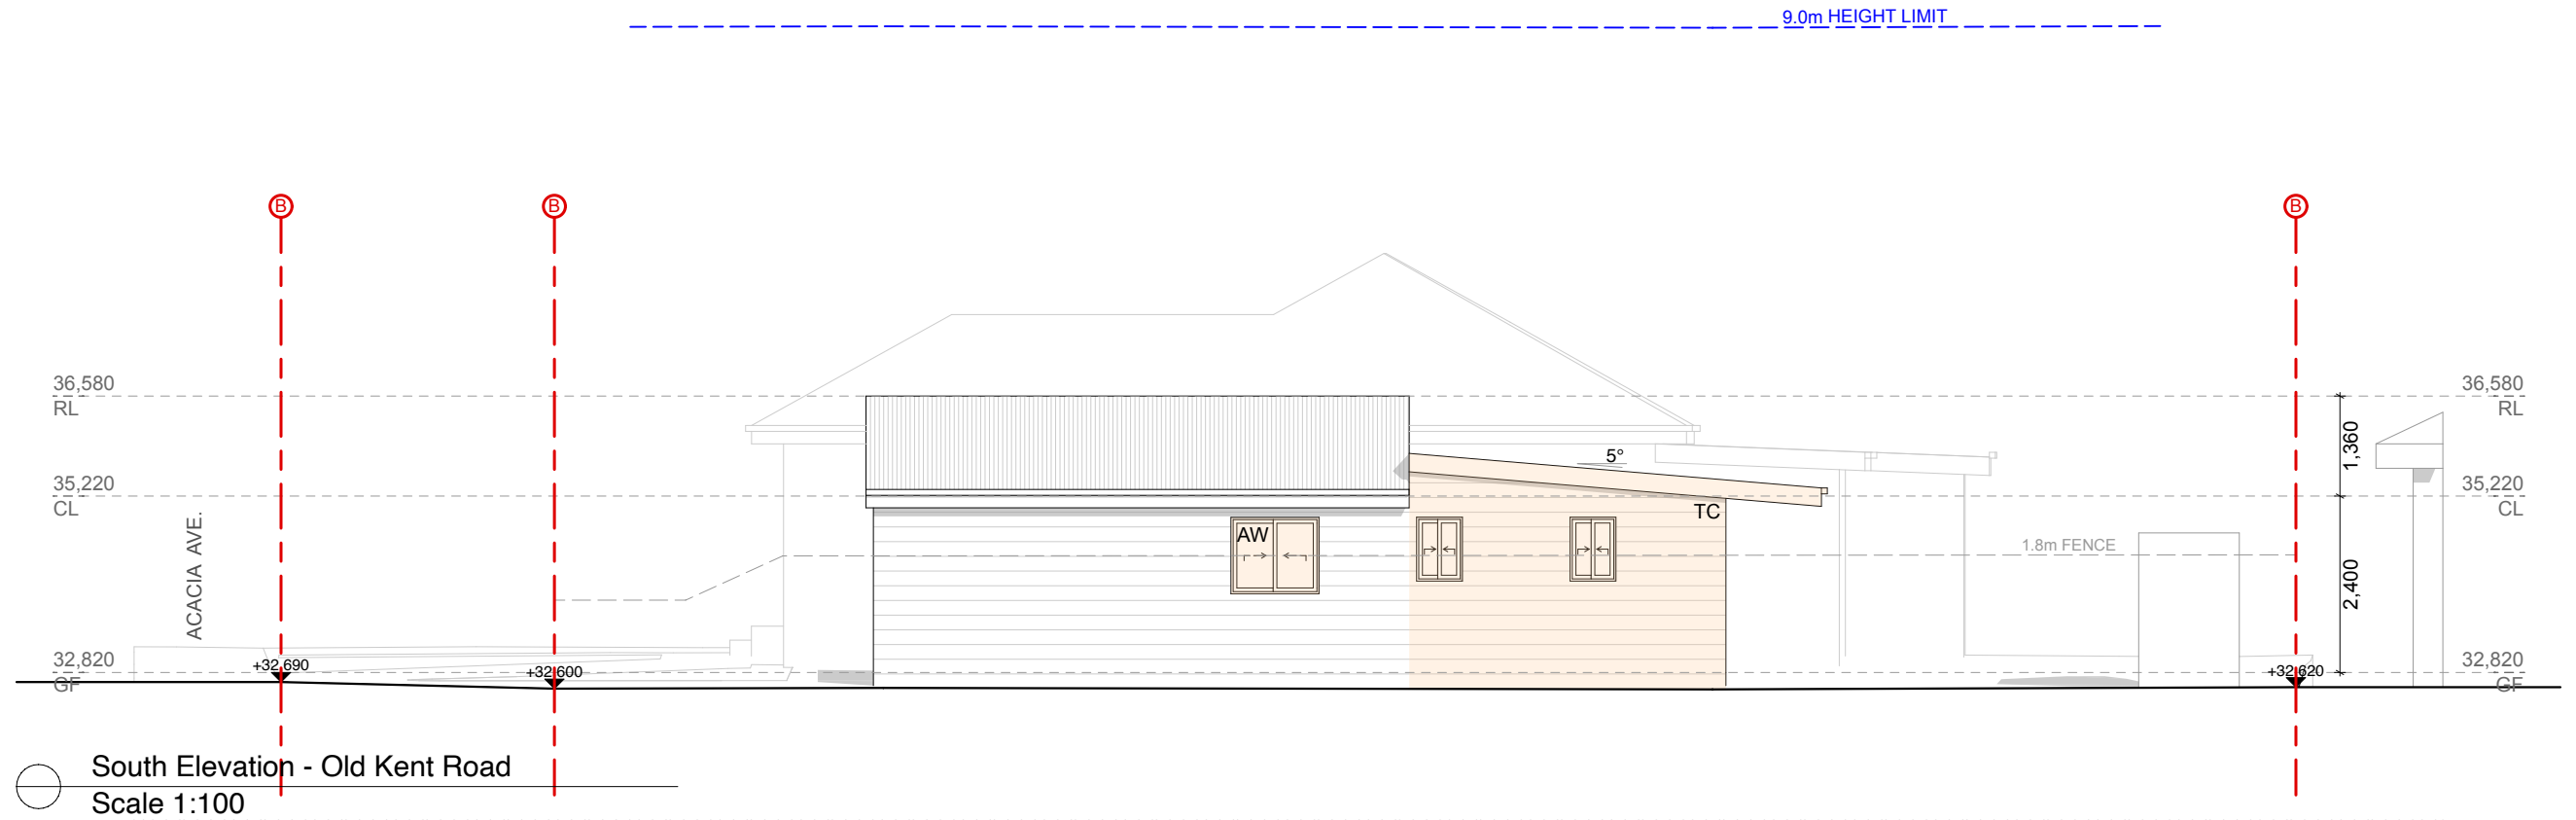 9.0m HEIGHT LIMIT
B
B
B
36,580
RL
36,580
RL
1,360
5°
35,220
CL
35,220
CL
TC
AW
ACACIA AVE.
1.8m FENCE
2,400
32,820
GF
+32,690
+32,600
+32,620
32,820
GF
South Elevation - Old Kent Road
Scale 1:100